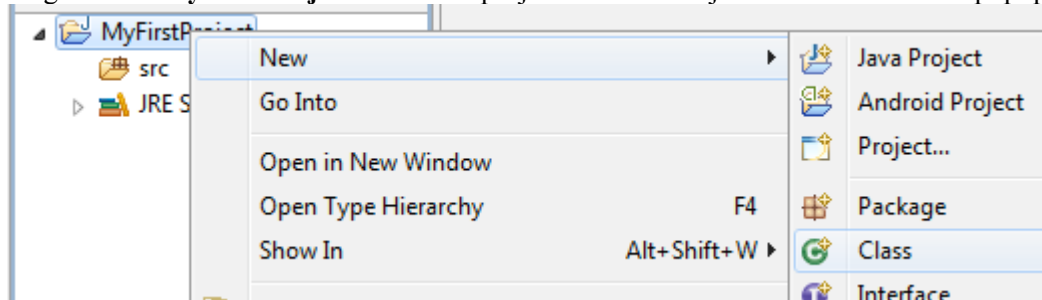 MyFirstProject
src
JRE S
New
Go Into
Open in New Window
Open Type Hierarchy F4
Show In Alt+Shift+W
Java Project
Android Project
Project...
Package
Class
Interface